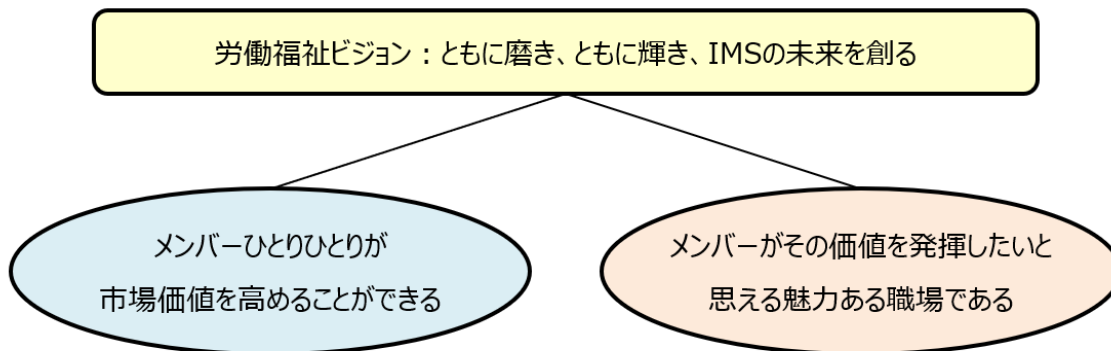 労働福祉ビジョン：ともに磨き、ともに輝き、IMSの未来を創る
メンバーひとりひとりが
市場価値を高めることができる
メンバーがその価値を発揮したいと
思える魅力ある職場である